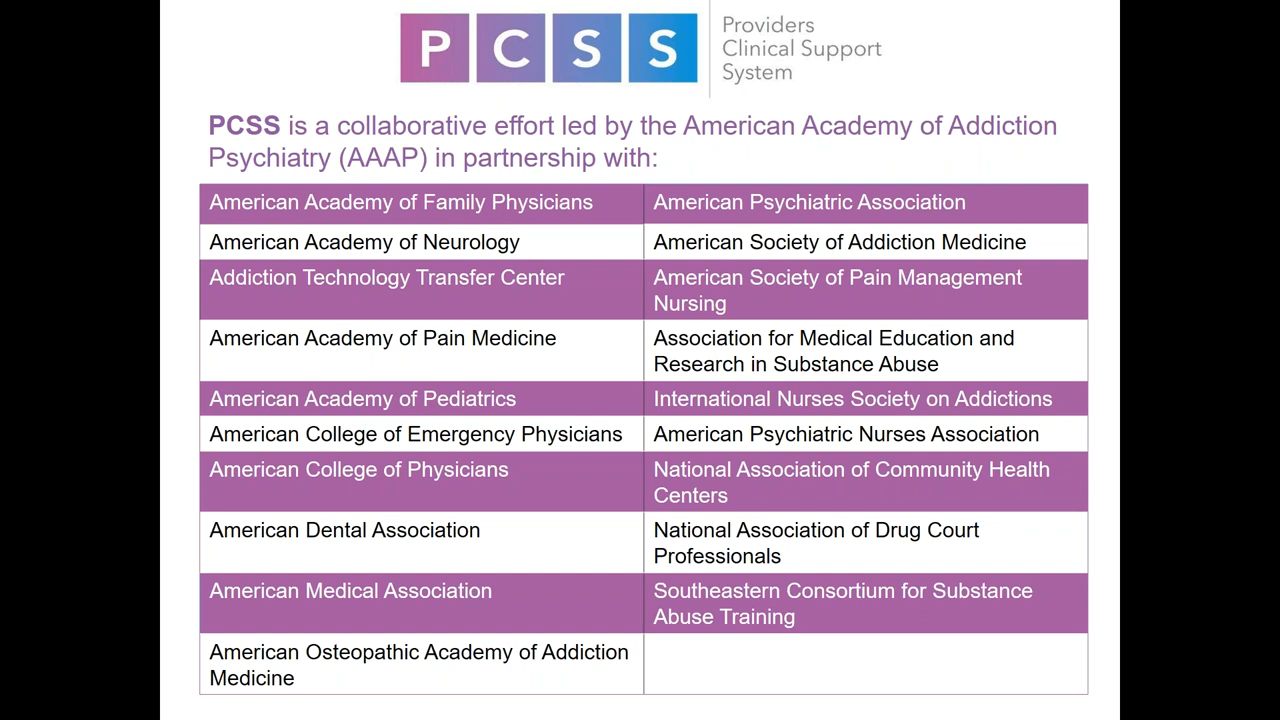 PCSS
Providers
Clinical Support
System
PCSS is a collaborative effort led by the American Academy of Addiction
Psychiatry (AAAP) in partnership with:
American Academy of Family Physicians
American Psychiatric Association
American Academy of Neurology
American Society of Addiction Medicine
Addiction Technology Transfer Center
American Society of Pain Management
Nursing
American Academy of Pain Medicine
Association for Medical Education and
Research in Substance Abuse
American Academy of Pediatrics
International Nurses Society on Addictions
American College of Emergency Physicians
American Psychiatric Nurses Association
American College of Physicians
National Association of Community Health
Centers
American Dental Association
National Association of Drug Court
Professionals
American Medical Association
Southeastern Consortium for Substance
Abuse Training
American Osteopathic Academy of Addiction
Medicine